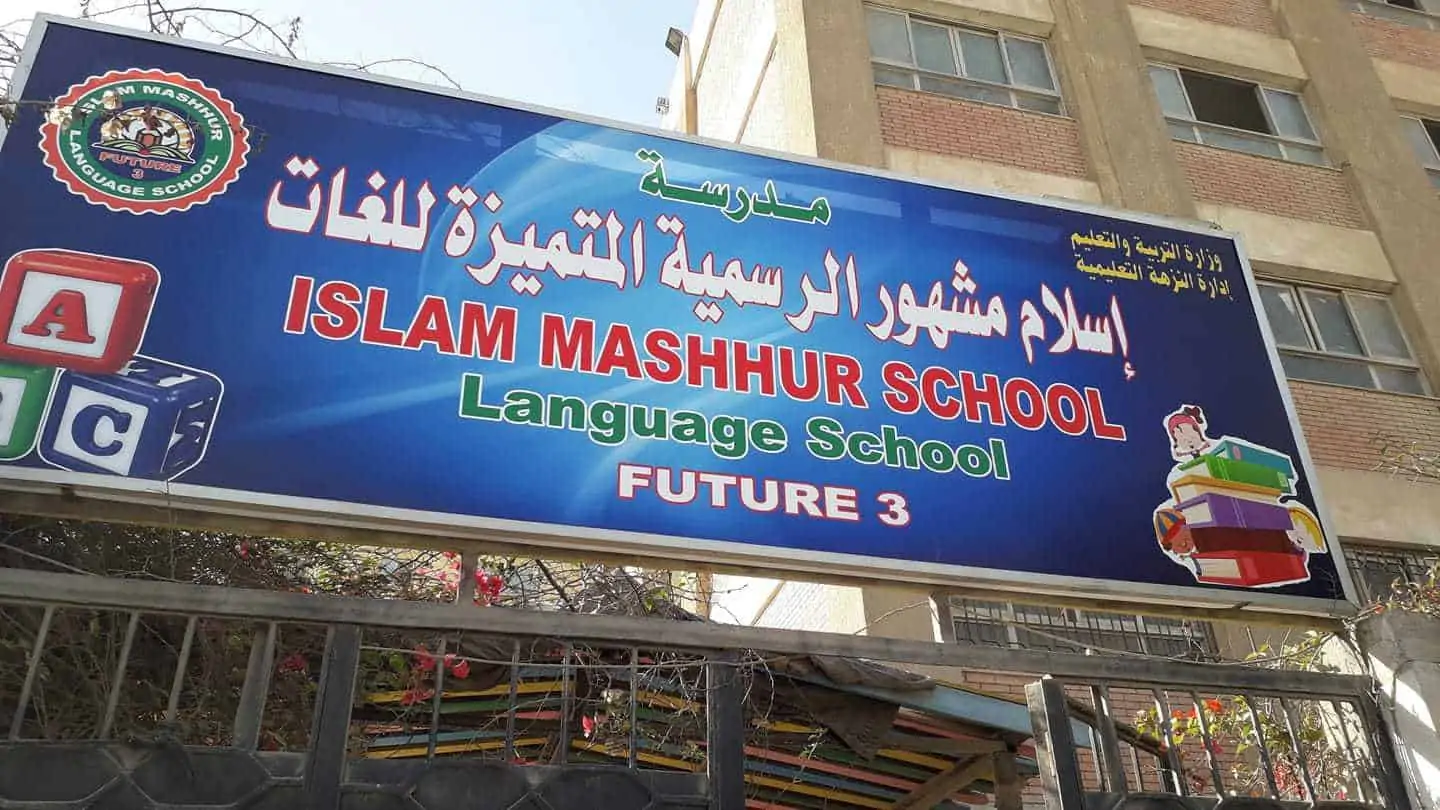 ISLAM MASHHUR
LANGUAGE SCHOOL
FUTURE
3
مدرسة
وزارة التربية والتعليم
إدارة النزهة التعليمية
إسلام مشهور الرسمية المتميزة للغات
ISLAM MASHHUR SCHOOL
Language School
FUTURE 3
A
C